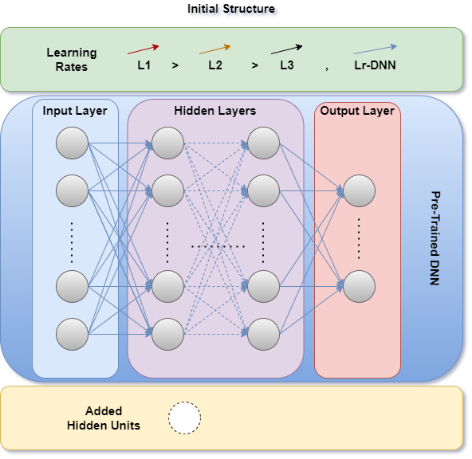 Initial Structure
Learning
Rates
L1 > L2 > L3 , Lr-DNN
Input Layer
Hidden Layers
Output Layer
Pre-Trained DNN
Added
Hidden Units